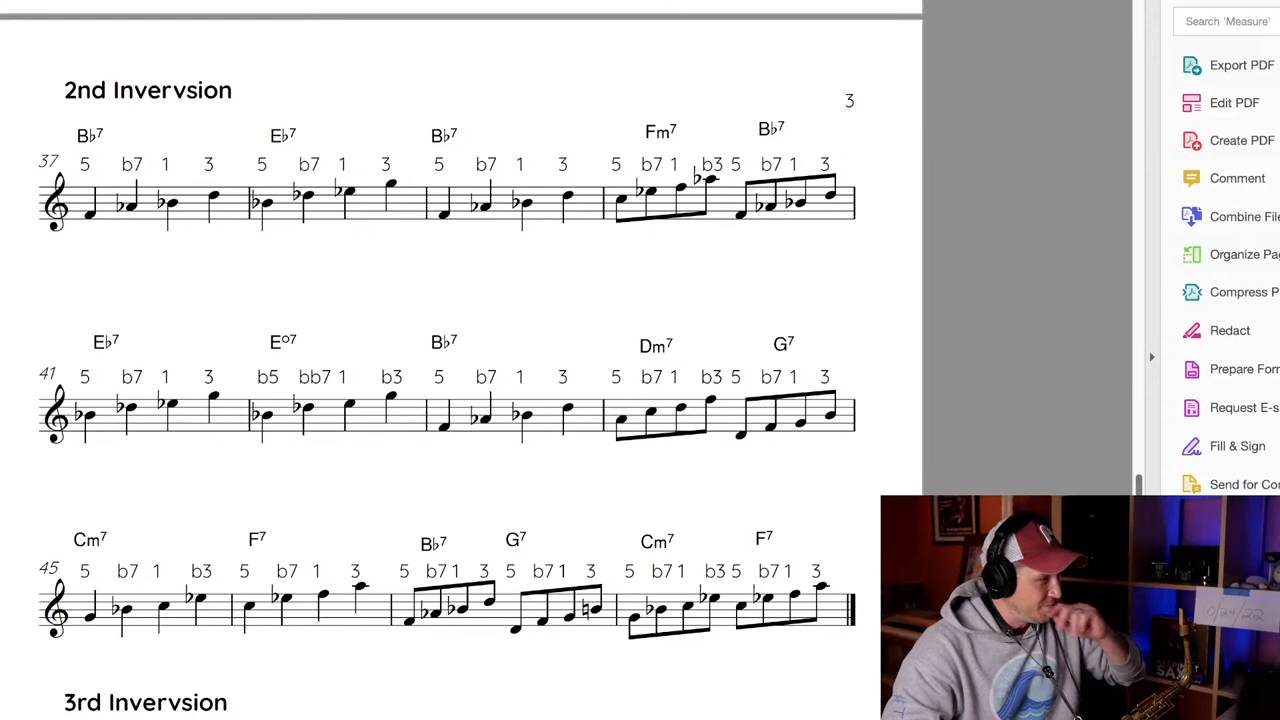 2nd Invervsion
3
B♭7 E♭7 B♭7 Fm7 B♭7
37 5 b7 1 3 5 b7 1 3 5 b7 1 3 5 b7 1 b3 5 b7 1 3
E♭7 Eo7 B♭7 Dm7 G7
41 5 b7 1 3 b5 bb7 1 b3 5 b7 1 3 5 b7 1 b3 5 b7 1 3
Cm7 F7 B♭7 G7 Cm7 F7
45 5 b7 1 b3 5 b7 1 3 5 b7 1 3 5 b7 1 3 5 b7 1 b3 5 b7 1 3
3rd Invervsion
Search 'Measure'
Export PDF
Edit PDF
Create PDF
Comment
Combine File
Organize Pag
Compress P
Redact
Prepare Form
Request E-s
Fill & Sign
Send for Co
10/24/22
SAX